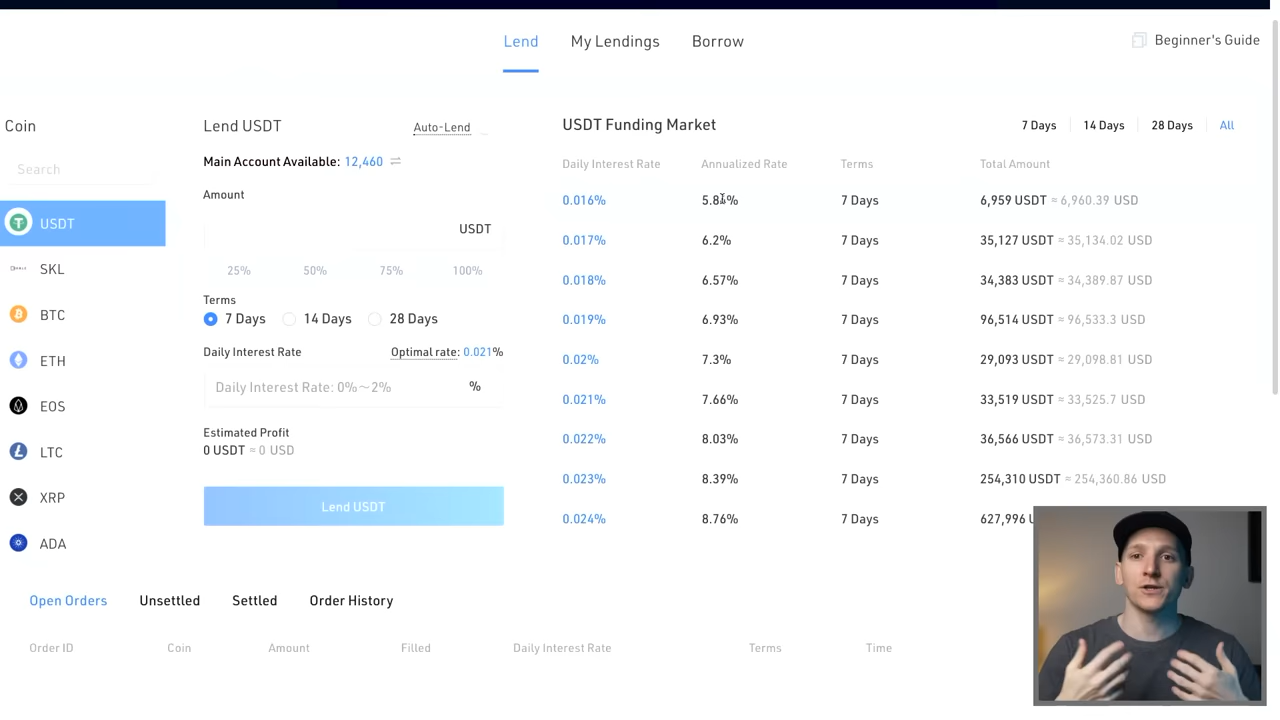 Lend My Lendings Borrow
Beginner's Guide
Coin
Search
USDT
SKL
BTC
ETH
EOS
LTC
XRP
ADA
Lend USDT Auto-Lend
Main Account Available: 12,460
Amount
USDT
25% 50% 75% 100%
Terms
7 Days 14 Days 28 Days
Daily Interest Rate Optimal rate: 0.021%
Daily Interest Rate: 0%~2% %
Estimated Profit
0 USDT ≈ 0 USD
Lend USDT
USDT Funding Market 7 Days 14 Days 28 Days All
Daily Interest Rate Annualized Rate Terms Total Amount
0.016% 7 Days 6,959 USDT ≈ 6,960.39 USD
0.017% 6.2% 7 Days 35,127 USDT ≈ 35,134.02 USD
0.018% 6.57% 7 Days 34,383 USDT ≈ 34,389.87 USD
0.019% 6.93% 7 Days 96,514 USDT ≈ 96,533.3 USD
0.02% 7.3% 7 Days 29,093 USDT ≈ 29,098.81 USD
0.021% 7.66% 7 Days 33,519 USDT ≈ 33,525.7 USD
0.022% 8.03% 7 Days 36,566 USDT ≈ 36,573.31 USD
0.023% 8.39% 7 Days 254,310 USDT ≈ 254,360.86 USD
0.024% 8.76% 7 Days 627,996
Open Orders Unsettled Settled Order History
Order ID Coin Amount Filled Daily Interest Rate Terms Time